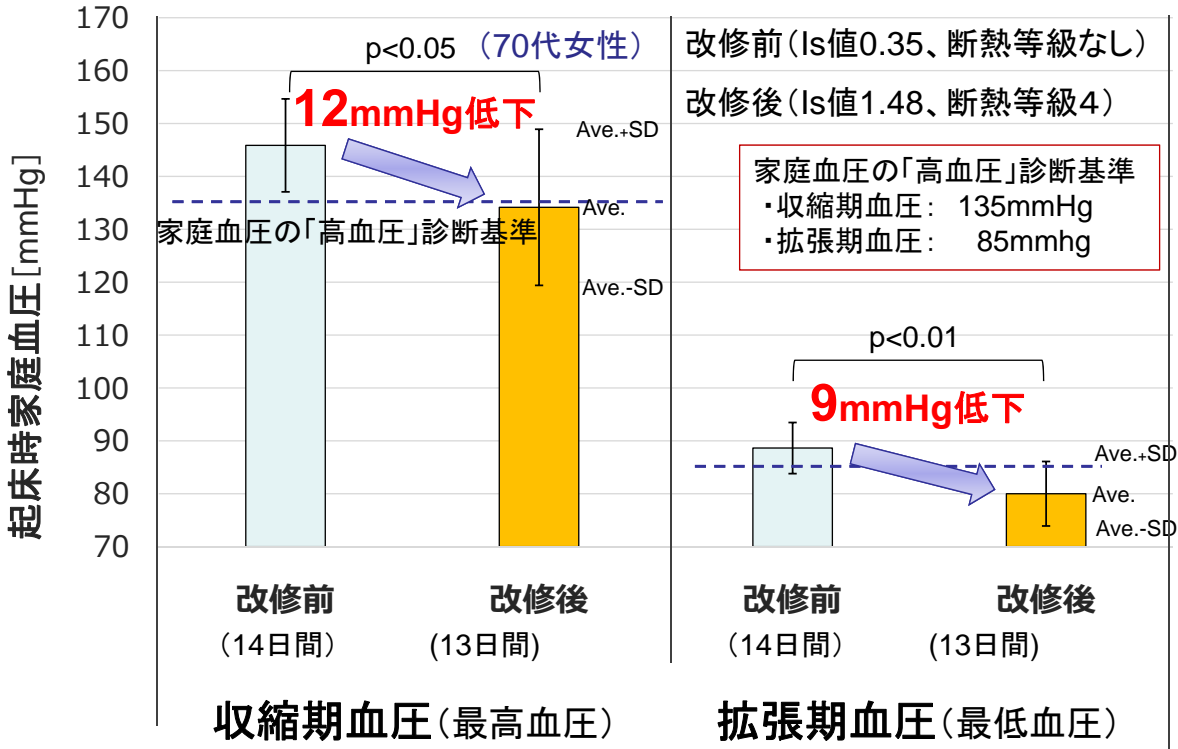 起床時家庭血圧[mmHg]
170
160
150
140
130
120
110
100
90
80
70
p<0.05 (70代女性)
12mmHg低下
Ave.+SD
Ave.
Ave.-SD
家庭血圧の「高血圧」診断基準
改修前(Is値0.35、断熱等級なし)
改修後(Is値1.48、断熱等級4)
家庭血圧の「高血圧」診断基準
・収縮期血圧: 135mmHg
・拡張期血圧: 85mmhg
p<0.01
9mmHg低下
Ave.+SD
Ave.
Ave.-SD
改修前 改修後 改修前 改修後
(14日間) (13日間) (14日間) (13日間)
収縮期血圧(最高血圧) 拡張期血圧(最低血圧)